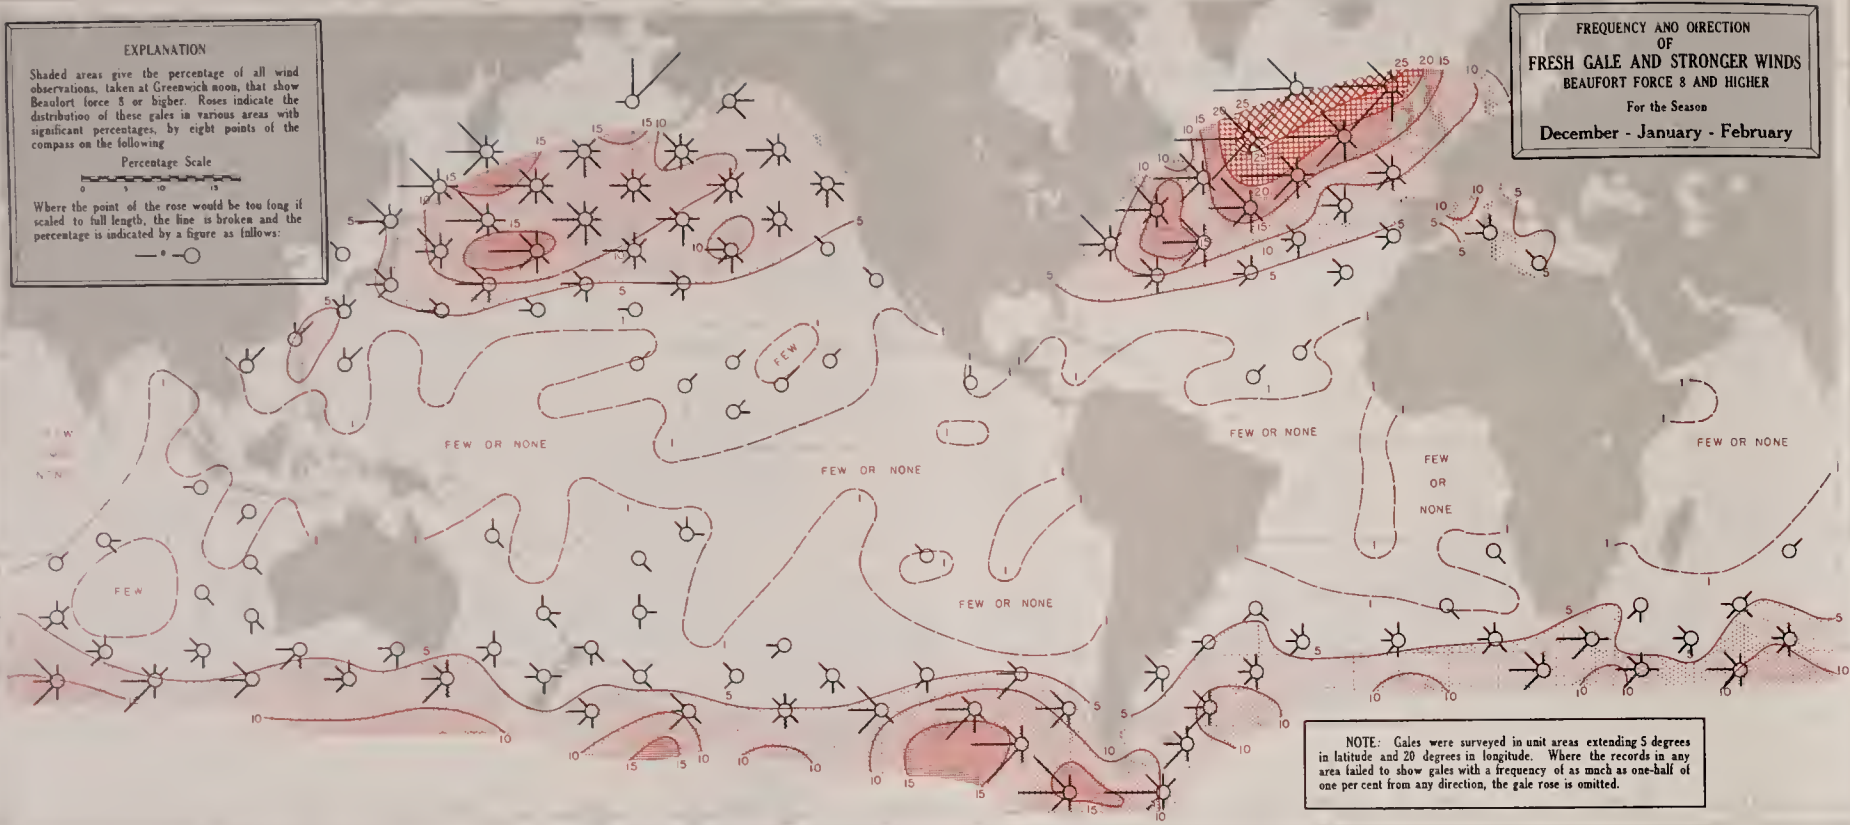 EXPLANATION
Shaded areas give the percentage of all wind
observations, taken at Greenwich noon, that show
Beaufort force 8 or higher. Roses indicate the
distribution of these gales in various areas with
significant percentages, by eight points of the
compass on the following
Percentage Scale
0 5 10 15
Where the point of the rose would be too long if
scaled to full length, the line is broken and the
percentage is indicated by a figure as follows:
FREQUENCY AND DIRECTION
OF
FRESH GALE AND STRONGER WINDS
BEAUFORT FORCE 8 AND HIGHER
For the Season
December - January - February
FEW
FEW OR NONE
FEW OR NONE
FEW OR NONE
FEW OR NONE
FEW
OR
NONE
FEW
FEW OR NONE
NOTE: Gales were surveyed in unit areas extending 5 degrees
in latitude and 20 degrees in longitude. Where the records in any
area failed to show gales with a frequency of as much as one-half of
one per cent from any direction, the gale rose is omitted.